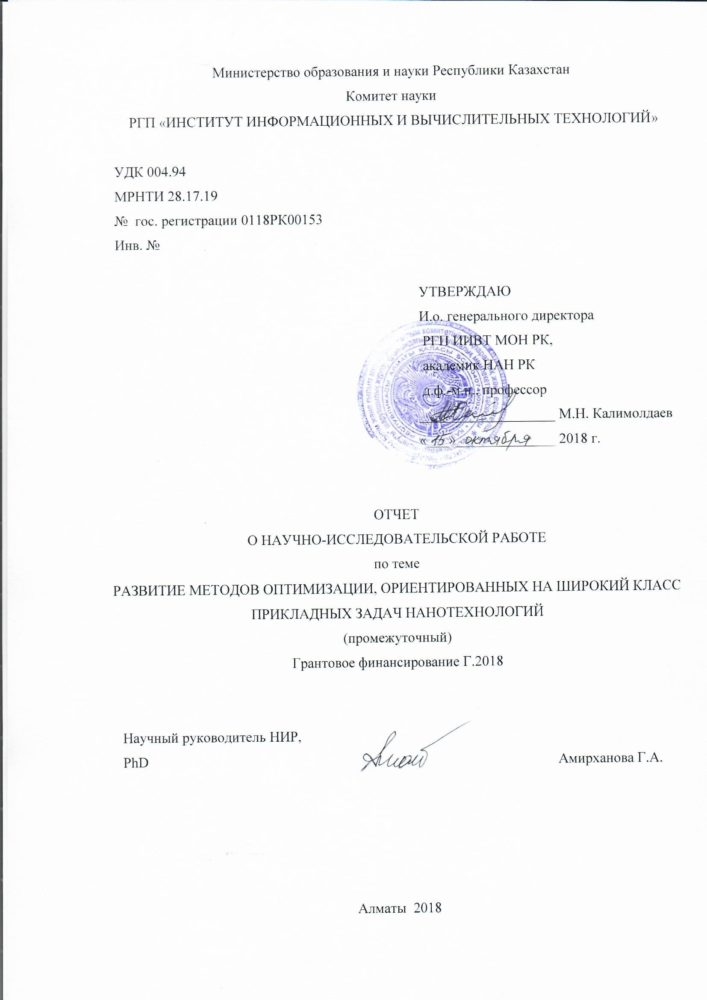 Министерство образования и науки Республики Казахстан
Комитет науки
РГП «ИНСТИТУТ ИНФОРМАЦИОННЫХ И ВЫЧИСЛИТЕЛЬНЫХ ТЕХНОЛОГИЙ»
УДК 004.94
МРНТИ 28.17.19
№ гос. регистрации 0118РК00153
Инв. №
УТВЕРЖДАЮ
И.о. генерального директора
РГП ИИВТ МОН РК,
академик НАН РК
д.ф.-м.н., профессор
М.Н. Калимолдаев
«15» октября 2018 г.
ОТЧЕТ
О НАУЧНО-ИССЛЕДОВАТЕЛЬСКОЙ РАБОТЕ
по теме
РАЗВИТИЕ МЕТОДОВ ОПТИМИЗАЦИИ, ОРИЕНТИРОВАННЫХ НА ШИРОКИЙ КЛАСС
ПРИКЛАДНЫХ ЗАДАЧ НАНОТЕХНОЛОГИЙ
(промежуточный)
Грантовое финансирование Г.2018
Научный руководитель НИР,
PhD Амирханова Г.А.
Алматы 2018